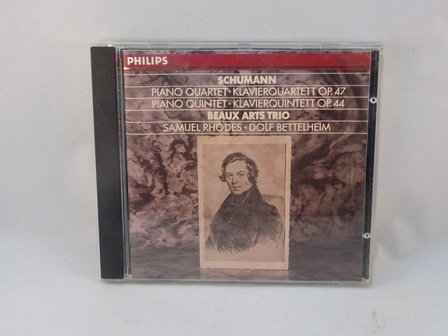 PHILIPS
SCHUMANN
PIANO QUARTET · KLAVIERQUARTETT OP. 47
PIANO QUINTET · KLAVIERQUINTETT OP. 44
BEAUX ARTS TRIO
SAMUEL RHODES · DOLF BETTELHEIM